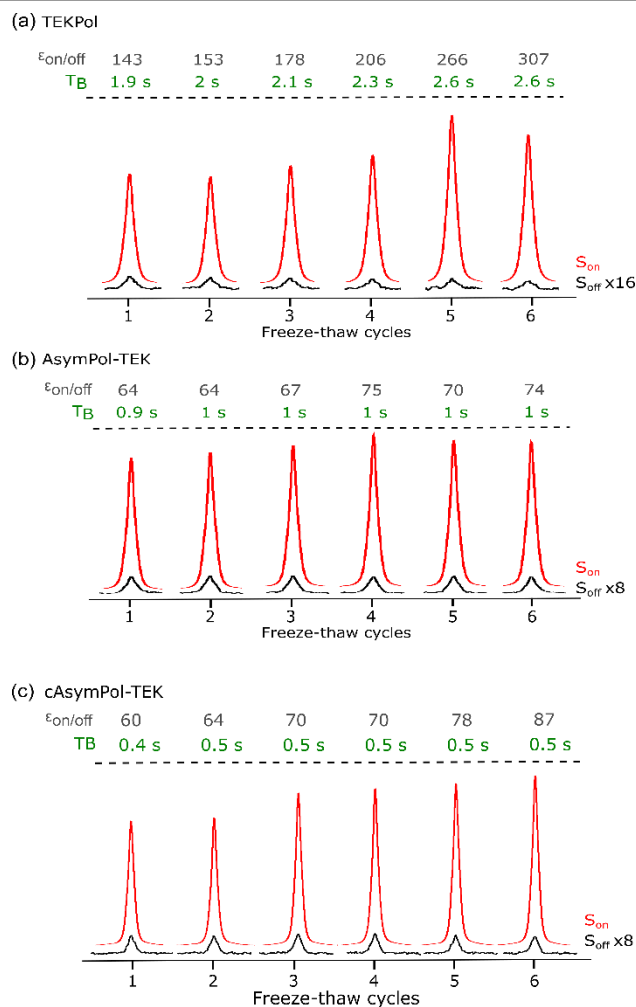 (a) TEKPol
εon/off 143 153 178 206 266 307
TB 1.9 s 2 s 2.1 s 2.3 s 2.6 s 2.6 s
Son
Soff x16
1 2 3 4 5 6
Freeze-thaw cycles
(b) AsymPol-TEK
εon/off 64 64 67 75 70 74
TB 0.9 s 1 s 1 s 1 s 1 s 1 s
Son
Soff x8
1 2 3 4 5 6
Freeze-thaw cycles
(c) cAsymPol-TEK
εon/off 60 64 70 70 78 87
TB 0.4 s 0.5 s 0.5 s 0.5 s 0.5 s 0.5 s
Son
Soff x8
1 2 3 4 5 6
Freeze-thaw cycles